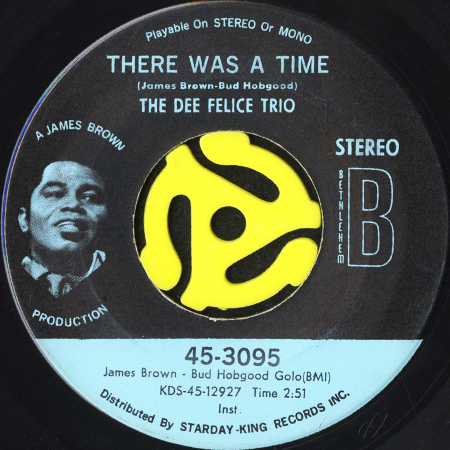 Playable On STEREO Or MONO
THERE WAS A TIME
(James Brown-Bud Hobgood)
THE DEE FELICE TRIO
A JAMES BROWN
PRODUCTION
STEREO
BETHLEHEM
B
45-3095
James Brown - Bud Hobgood Golo(BMI)
KDS-45-12927 Time 2:51
Inst.
Distributed By STARDAY-KING RECORDS INC.